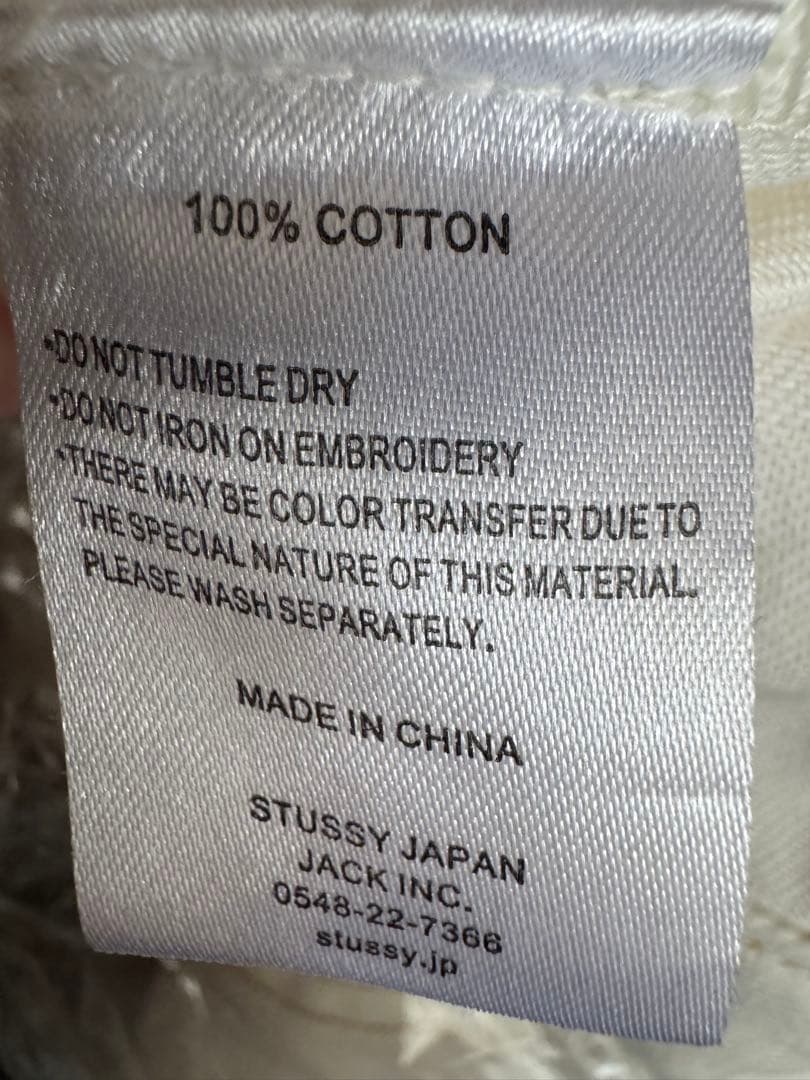 100% COTTON
•DO NOT TUMBLE DRY
•DO NOT IRON ON EMBROIDERY
•THERE MAY BE COLOR TRANSFER DUE TO
THE SPECIAL NATURE OF THIS MATERIAL.
PLEASE WASH SEPARATELY.
MADE IN CHINA
STUSSY JAPAN
JACK INC.
0548-22-7366
stussy.jp